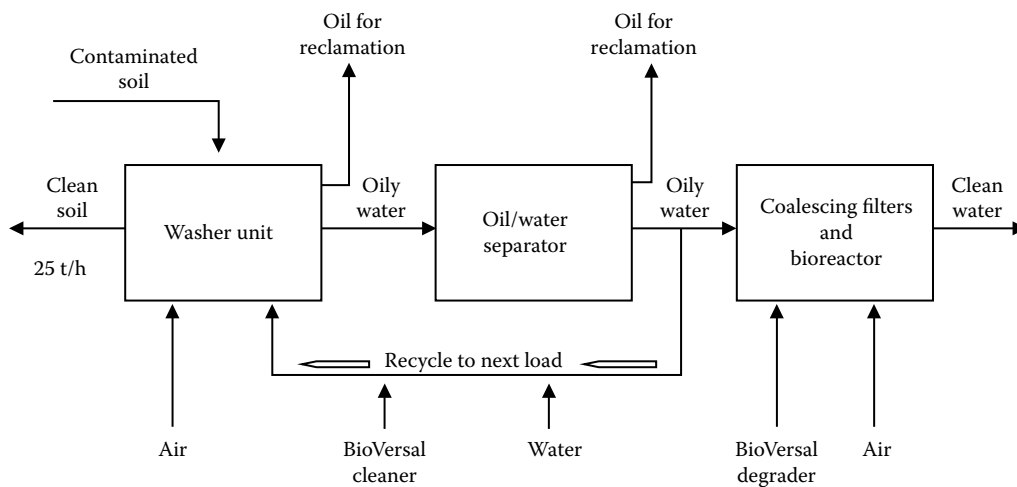 Oil for
reclamation
Oil for
reclamation
Contaminated
soil
Clean
soil
25 t/h
Washer unit
Oily
water
Oil/water
separator
Oily
water
Coalescing filters
and
bioreactor
Clean
water
Recycle to next load
Air
BioVersal
cleaner
Water
BioVersal
degrader
Air